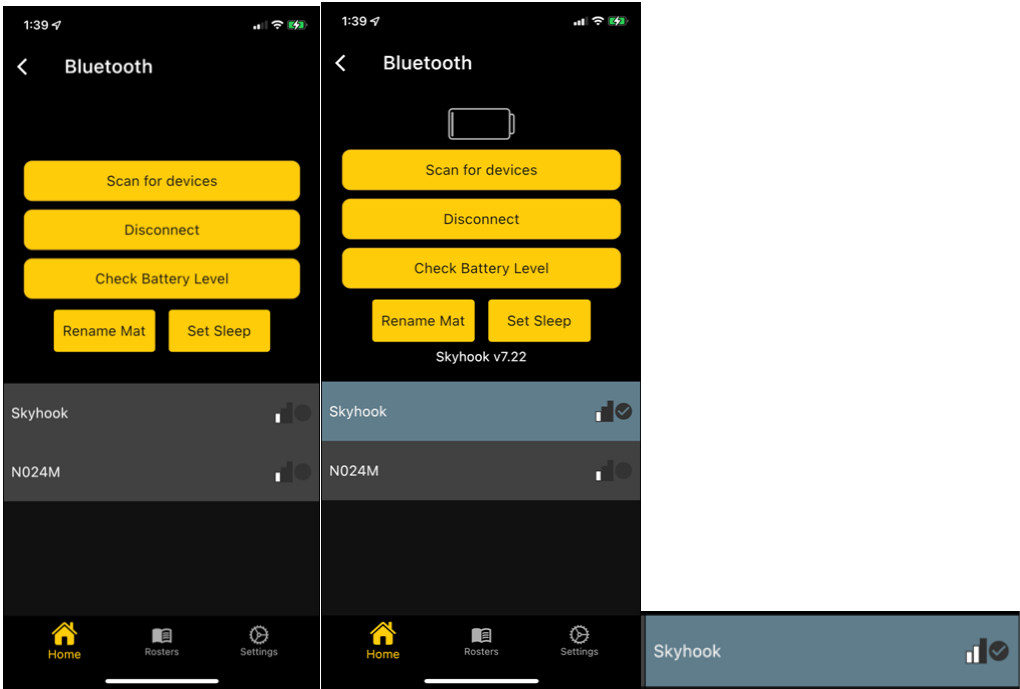 1:39
Bluetooth
Scan for devices
Disconnect
Check Battery Level
Rename Mat
Set Sleep
Skyhook
N024M
Home
Rosters
Settings
1:39
Bluetooth
Scan for devices
Disconnect
Check Battery Level
Rename Mat
Set Sleep
Skyhook v7.22
Skyhook
N024M
Home
Rosters
Settings
Skyhook